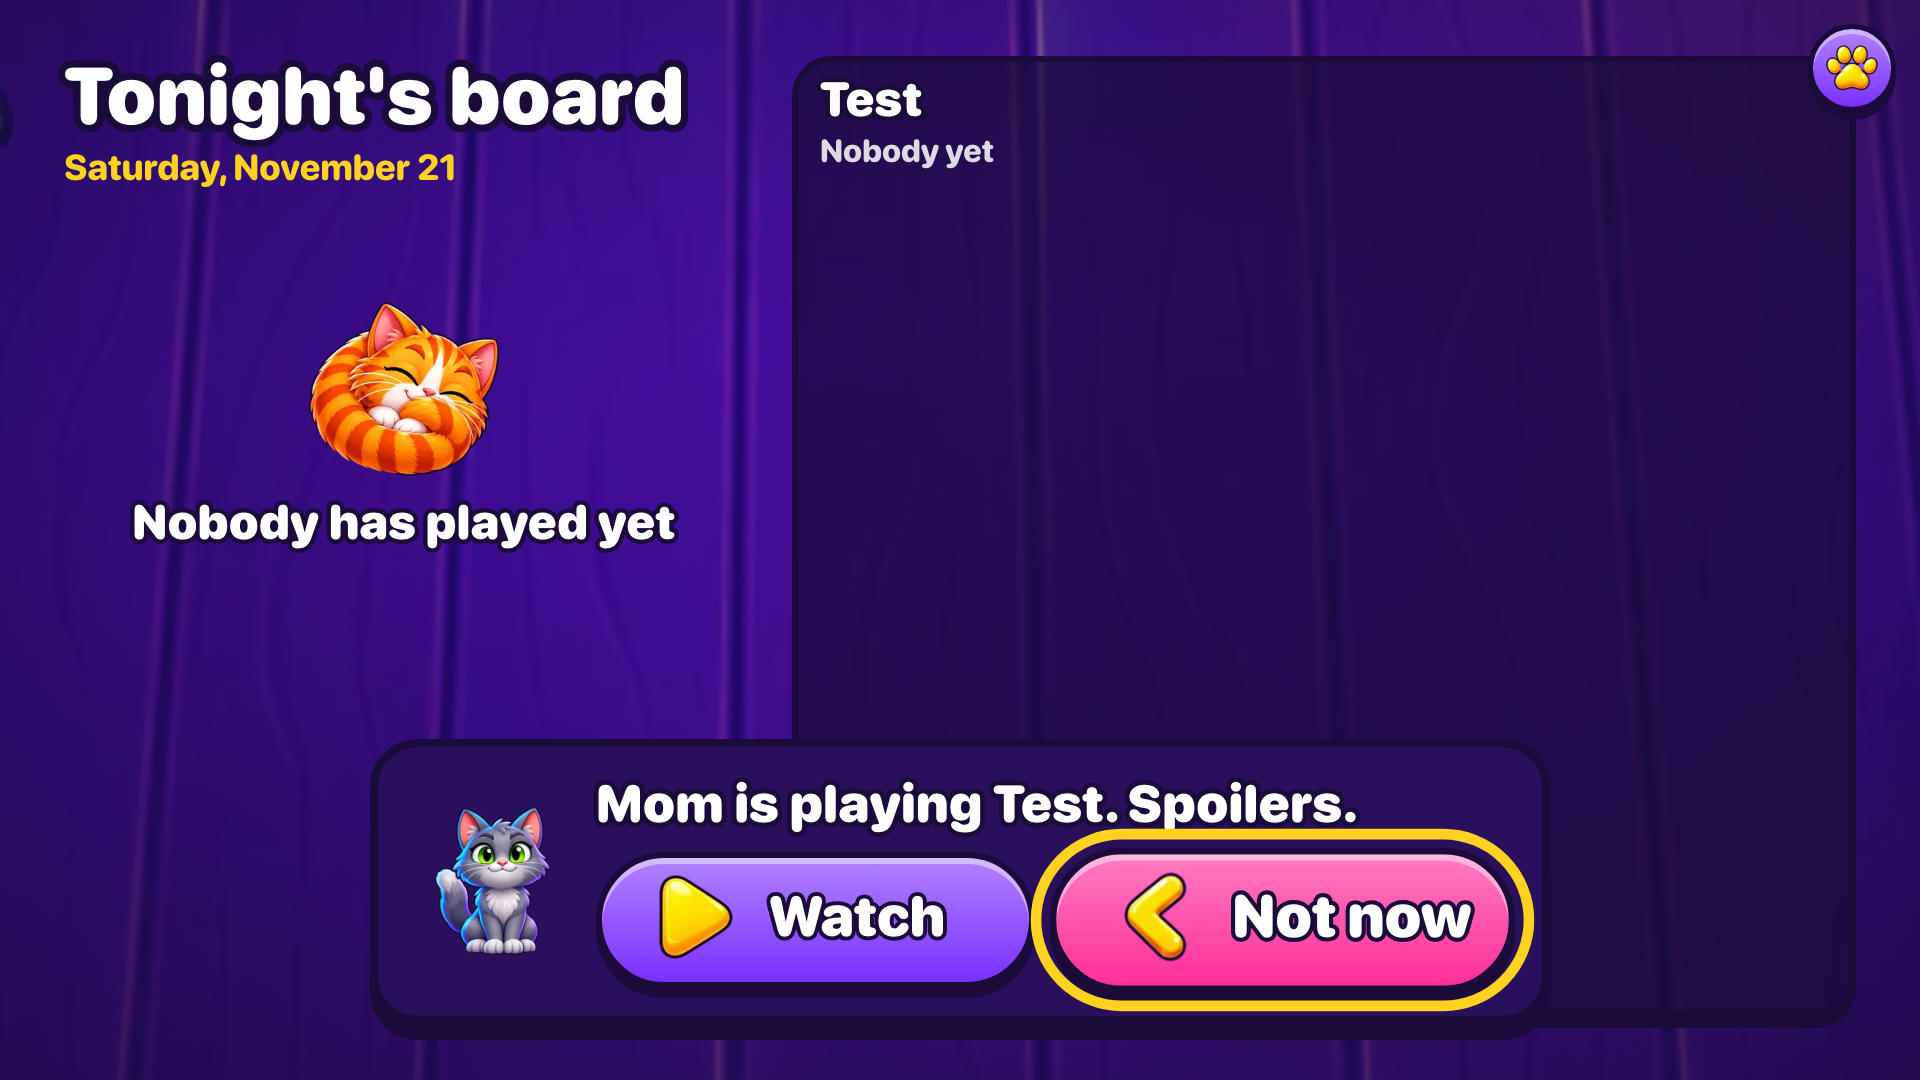 Tonight's board
Saturday, November 21
Test
Nobody yet
Nobody has played yet
Mom is playing Test. Spoilers.
Watch
Not now